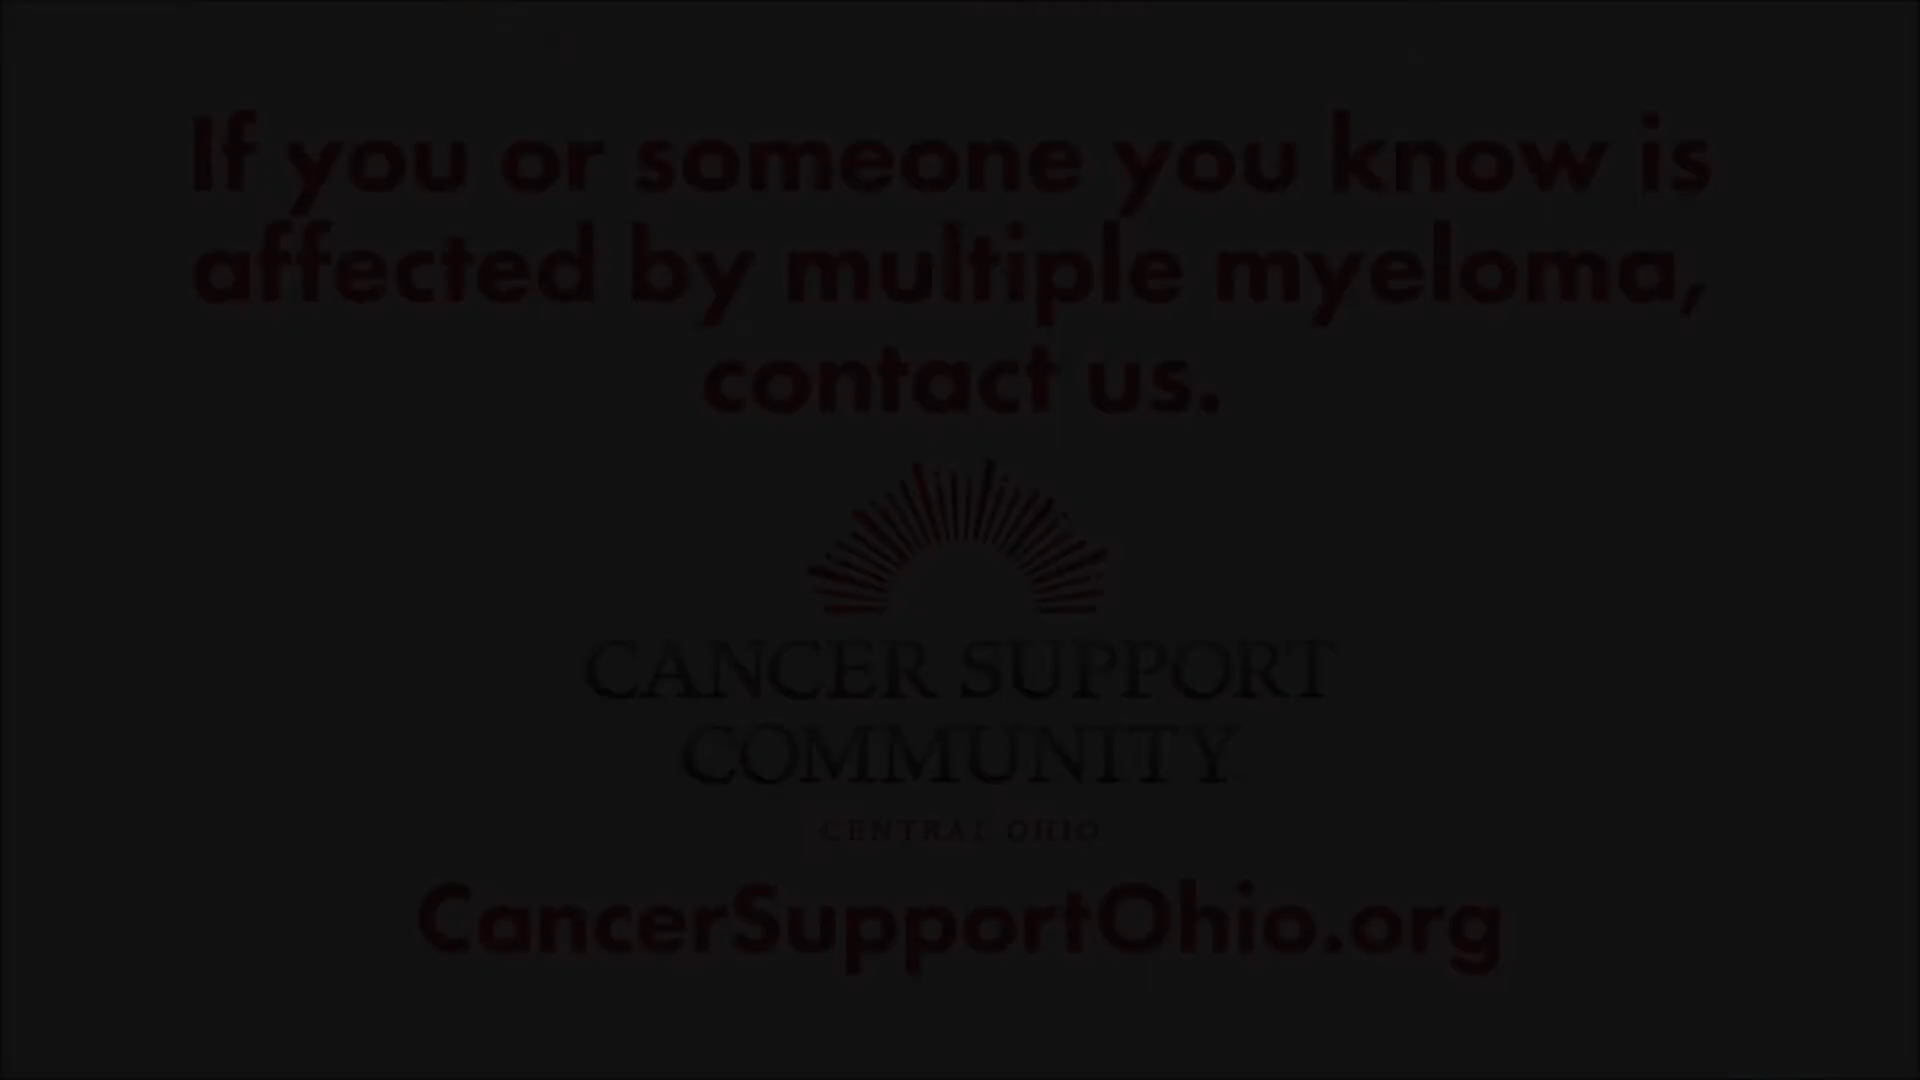 If you or someone you know is
affected by multiple myeloma,
contact us.
CANCER SUPPORT
COMMUNITY
CENTRAL OHIO
CancerSupportOhio.org